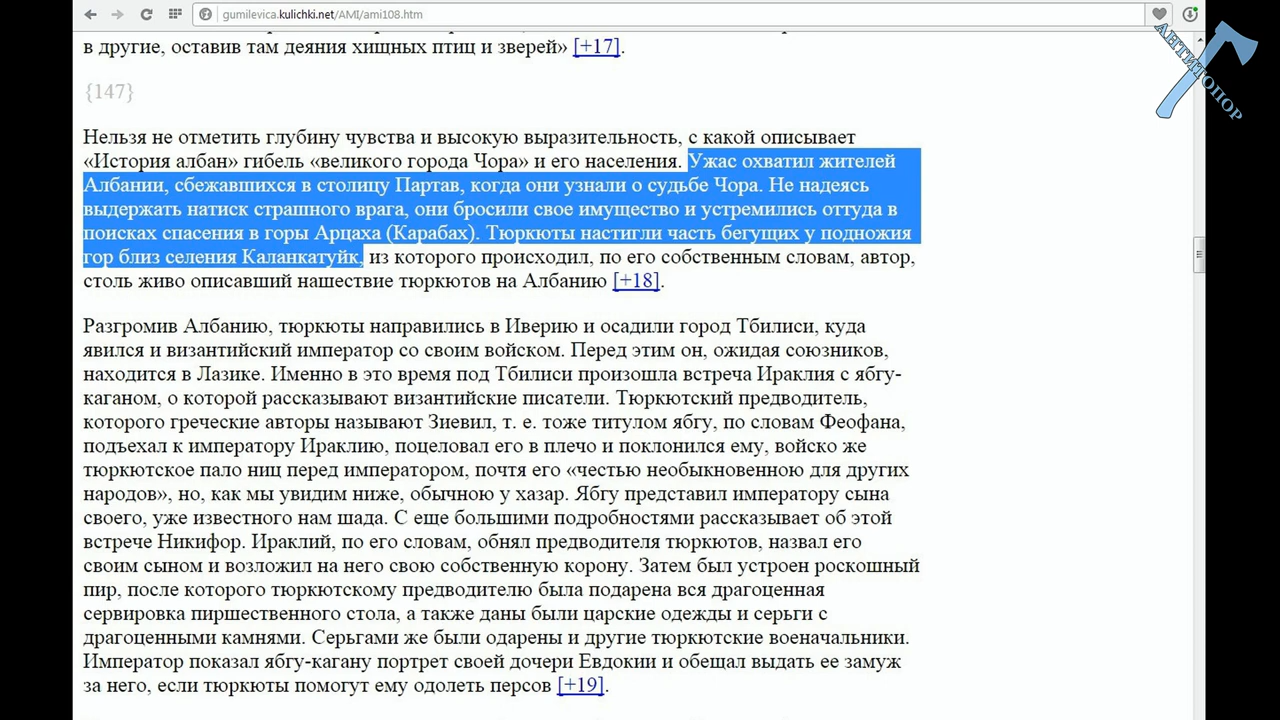 gumilevica.kulichki.net/AMI/ami108.htm
АНТИТОПОР
в другие, оставив там деяния хищных птиц и зверей» [+17].
{147}
Нельзя не отметить глубину чувства и высокую выразительность, с какой описывает
«История албан» гибель «великого города Чора» и его населения. Ужас охватил жителей
Албании, сбежавшихся в столицу Партав, когда они узнали о судьбе Чора. Не надеясь
выдержать натиск страшного врага, они бросили свое имущество и устремились оттуда в
поисках спасения в горы Арцаха (Карабах). Тюркюты настигли часть бегущих у подножия
гор близ селения Каланкатуйк, из которого происходил, по его собственным словам, автор,
столь живо описавший нашествие тюркютов на Албанию [+18].
Разгромив Албанию, тюркюты направились в Иверию и осадили город Тбилиси, куда
явился и византийский император со своим войском. Перед этим он, ожидая союзников,
находится в Лазике. Именно в это время под Тбилиси произошла встреча Ираклия с ябгу-
каганом, о которой рассказывают византийские писатели. Тюркютский предводитель,
которого греческие авторы называют Зиевил, т. е. тоже титулом ябгу, по словам Феофана,
подъехал к императору Ираклию, поцеловал его в плечо и поклонился ему, войско же
тюркютское пало ниц перед императором, почтя его «честью необыкновенною для других
народов», но, как мы увидим ниже, обычною у хазар. Ябгу представил императору сына
своего, уже известного нам шада. С еще большими подробностями рассказывает об этой
встрече Никифор. Ираклий, по его словам, обнял предводителя тюркютов, назвал его
своим сыном и возложил на него свою собственную корону. Затем был устроен роскошный
пир, после которого тюркютскому предводителю была подарена вся драгоценная
сервировка пиршественного стола, а также даны были царские одежды и серьги с
драгоценными камнями. Серьгами же были одарены и другие тюркютские военачальники.
Император показал ябгу-кагану портрет своей дочери Евдокии и обещал выдать ее замуж
за него, если тюркюты помогут ему одолеть персов [+19].